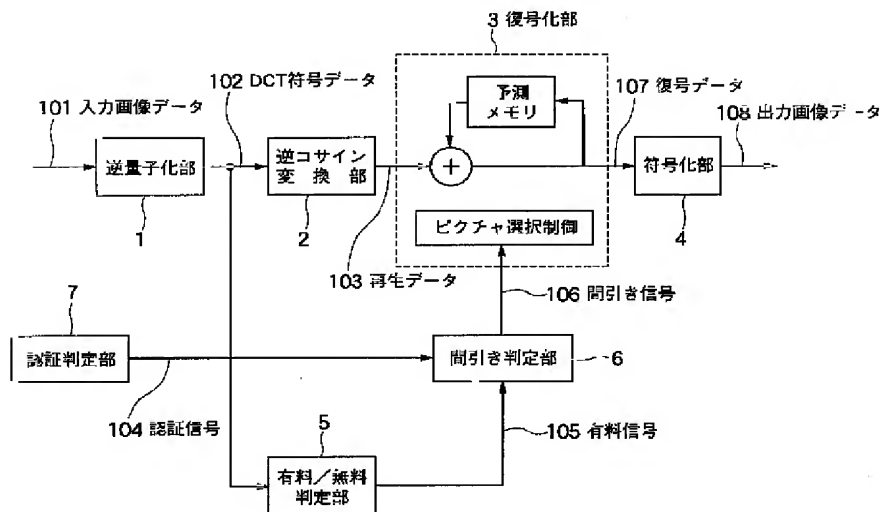 3 復号化部
102 DCT符号データ
107 復号データ
101 入力画像データ
予測
メモリ
108 出力画像データ
逆量子化部
逆コサイン
変換部
+
符号化部
1
2
4
ピクチャ選択制御
103 再生データ
106 間引き信号
7
認証判定部
間引き判定部
6
104 認証信号
5
105 有料信号
有料／無料
判定部